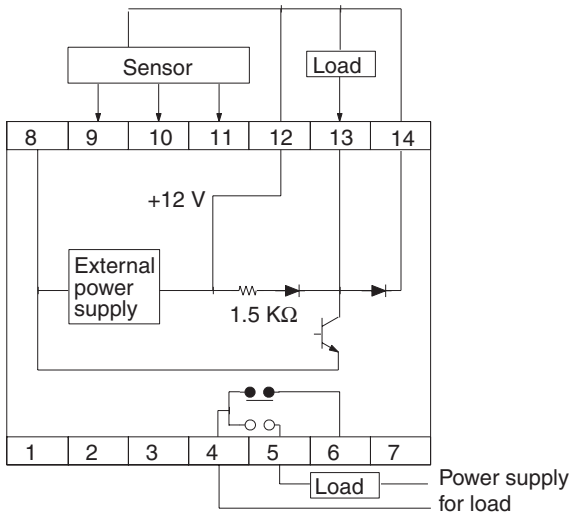 Sensor
Load
8 9 10 11 12 13 14
+12 V
External
power
supply
1.5 KΩ
1 2 3 4 5 6 7
Load
Power supply
for load